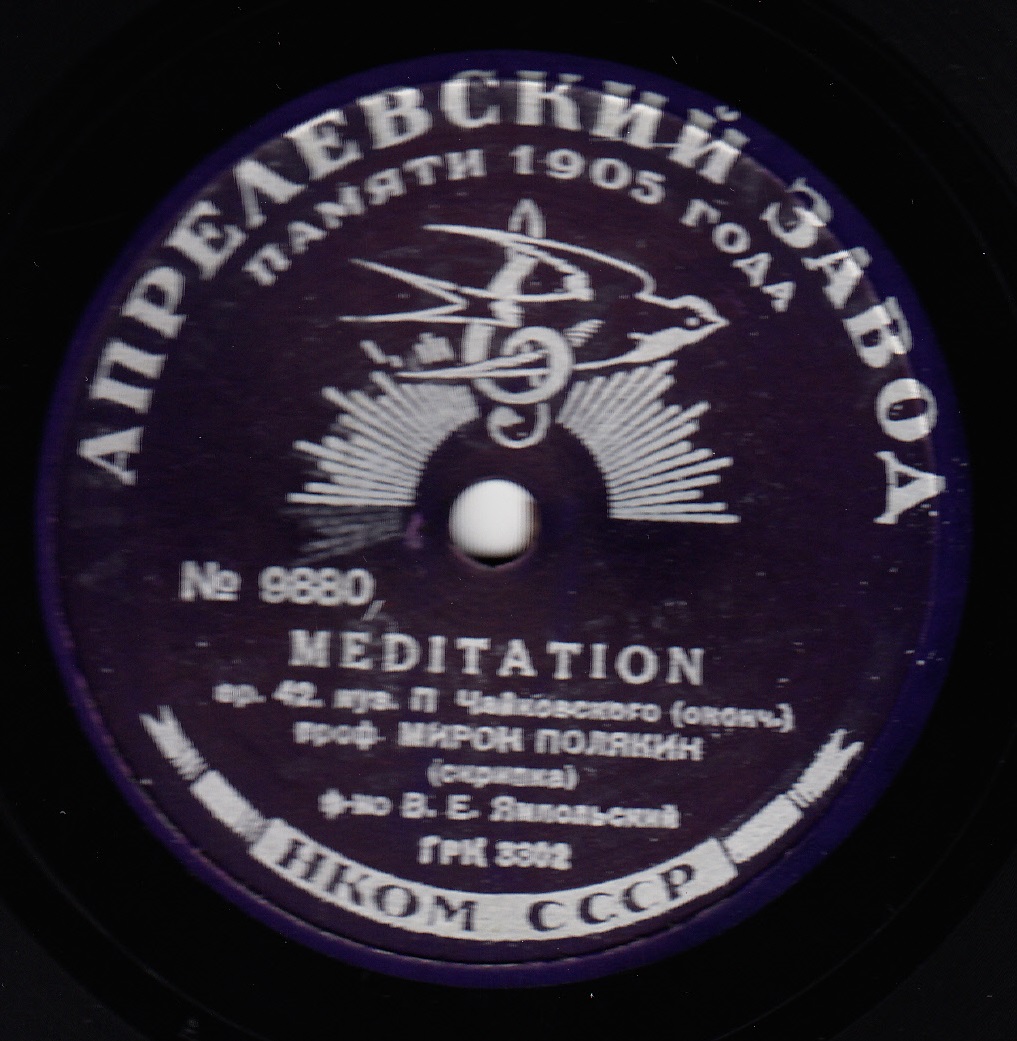 АПРЕЛЕВСКИЙ ЗАВОД
ПАМЯТИ 1905 ГОДА
№ 9880
MEDITATION
ор. 42. муз. П Чайковского (оконч.)
проф. МИРОН ПОЛЯКИН
(скрипка)
ф-но В. Е. Ямпольский
ГРК 3302
НКОМ СССР